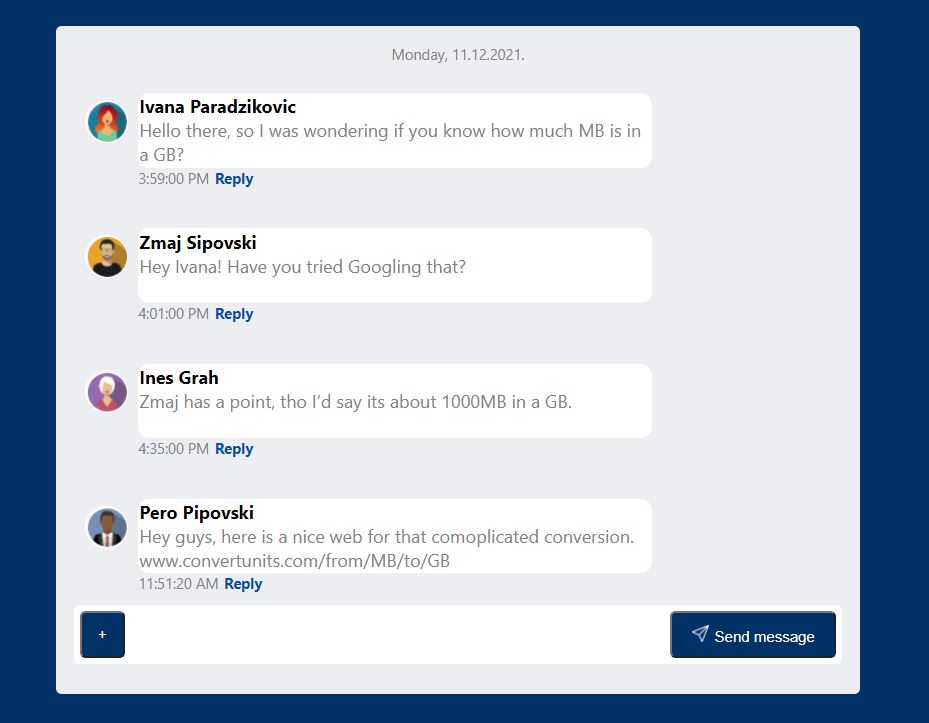 Monday, 11.12.2021.
Ivana Paradzikovic
Hello there, so I was wondering if you know how much MB is in
a GB?
3:59:00 PM Reply
Zmaj Sipovski
Hey Ivana! Have you tried Googling that?
4:01:00 PM Reply
Ines Grah
Zmaj has a point, tho I’d say its about 1000MB in a GB.
4:35:00 PM Reply
Pero Pipovski
Hey guys, here is a nice web for that comoplicated conversion.
www.convertunits.com/from/MB/to/GB
11:51:20 AM Reply
+ Send message